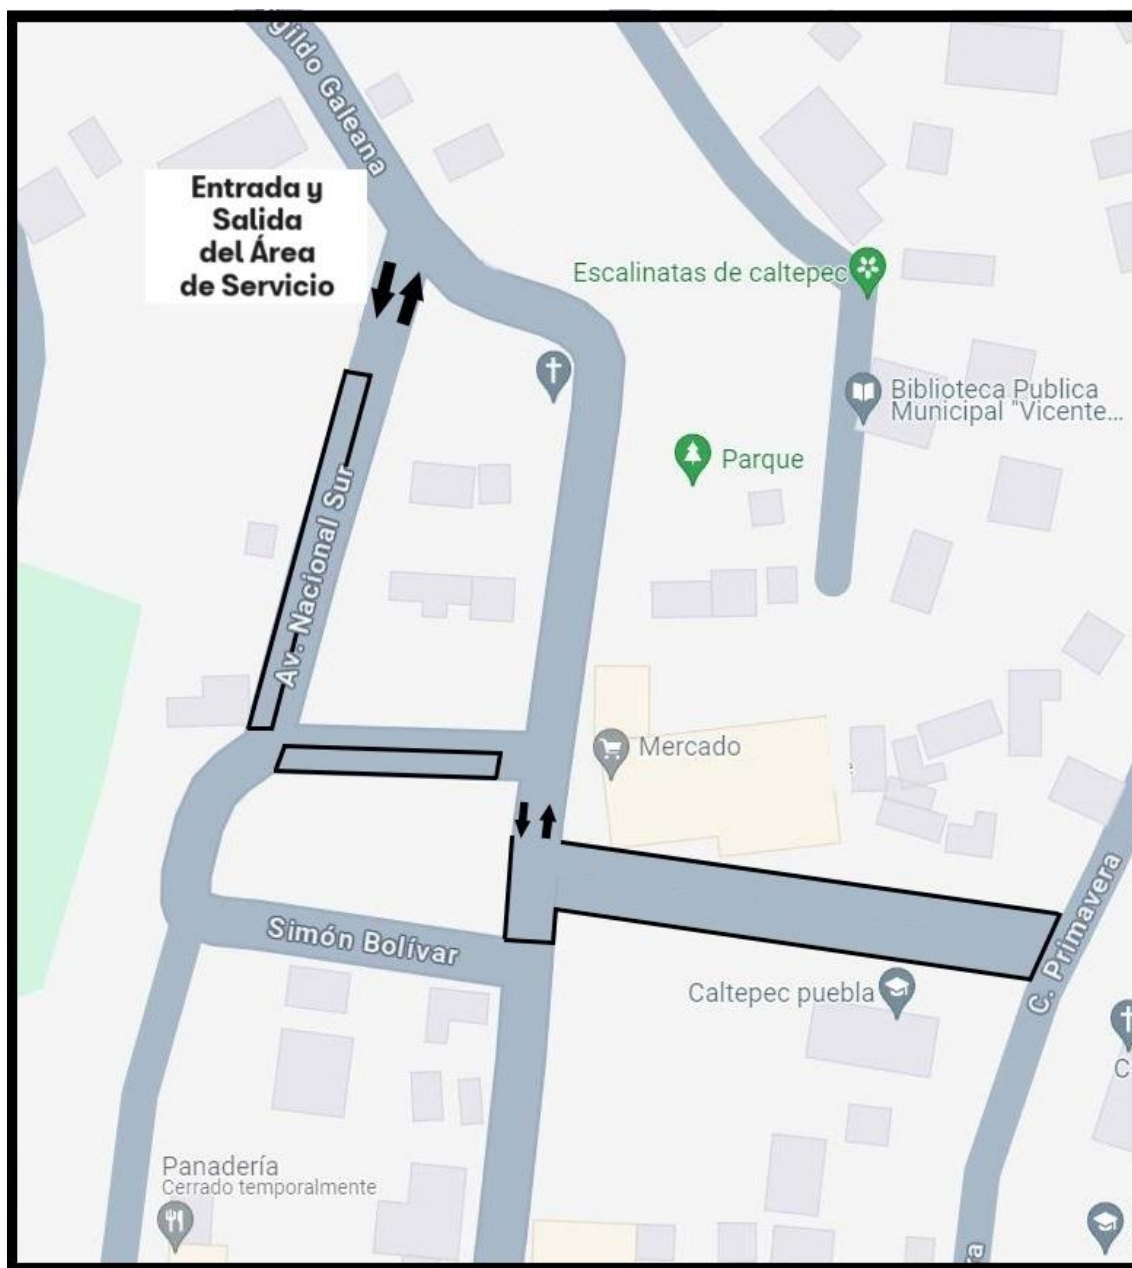 gildo Galeana
Entrada y
Salida
del Área
de Servicio
Escalinatas de caltepec
Biblioteca Publica
Municipal "Vicente...
Parque
Av. Nacional Sur
Mercado
Simón Bolívar
C. Primavera
Caltepec puebla
C
Panadería
Cerrado temporalmente
ra